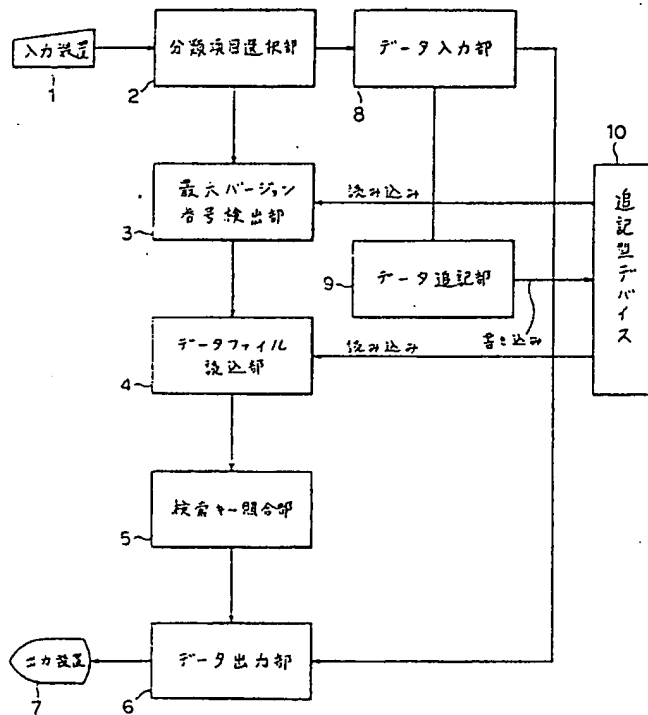 入力装置
1
分類項目選択部
2
データ入力部
8
10
最大バージョン
番号検出部
3
読み込み
追記型デバイス
9
データ追記部
書き込み
データファイル
読込部
4
読み込み
検索キー照合部
5
出力装置
7
データ出力部
6